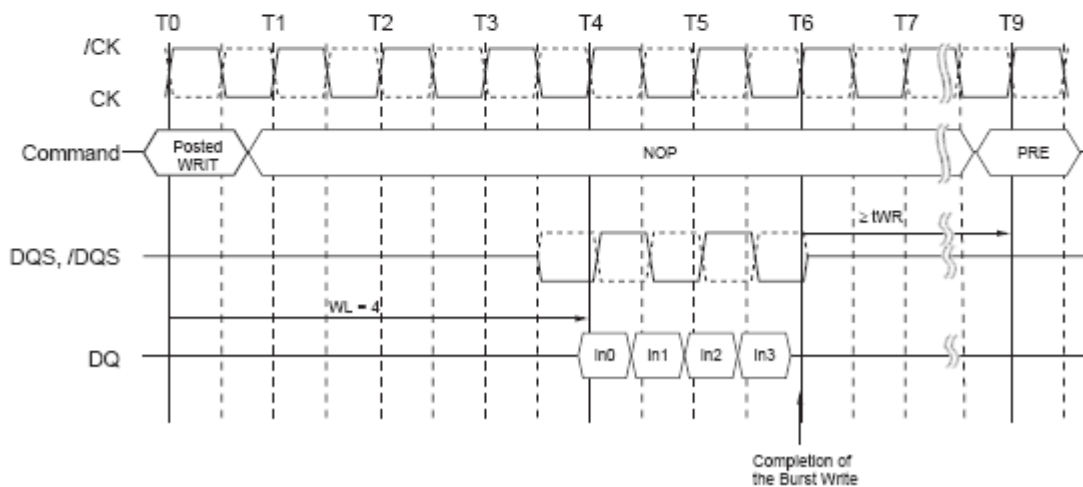 T0 T1 T2 T3 T4 T5 T6 T7 T9
/CK
CK
Command
Posted
WRIT
NOP
PRE
≥ tWR
DQS, /DQS
WL = 4
DQ
In0 In1 In2 In3
Completion of
the Burst Write